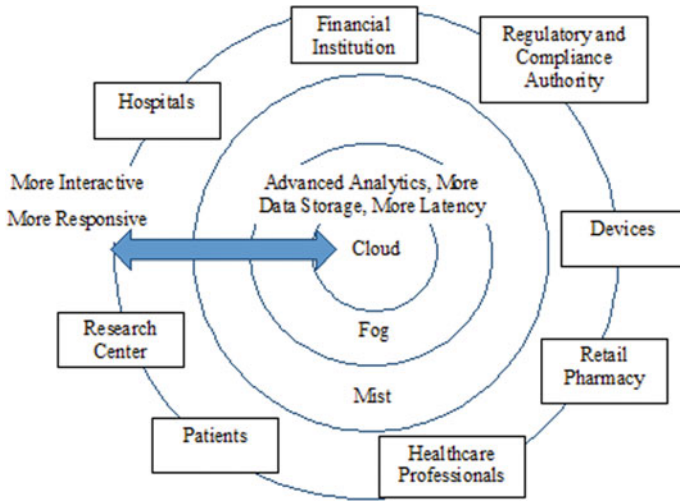 Financial
Institution
Regulatory and
Compliance
Authority
Hospitals
More Interactive
More Responsive
Advanced Analytics, More
Data Storage, More Latency
Cloud
Devices
Research
Center
Fog
Retail
Pharmacy
Mist
Patients
Healthcare
Professionals